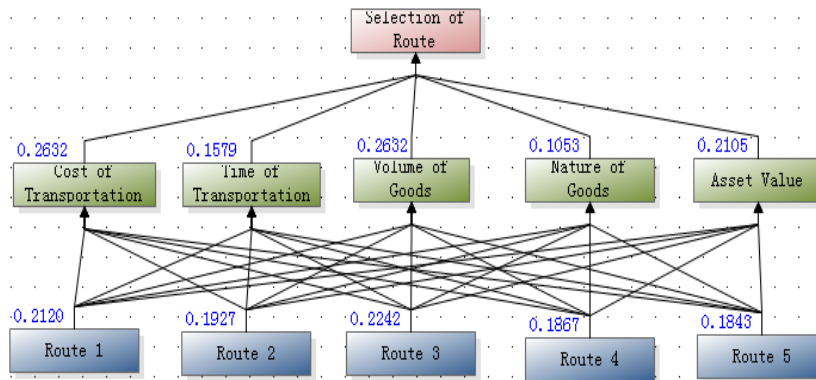 Selection of
Route
0.2632
0.1579
0.2632
0.1053
0.2105
Cost of
Transportation
Time of
Transportation
Volume of
Goods
Nature of
Goods
Asset Value
0.2120
0.1927
0.2242
0.1867
0.1843
Route 1
Route 2
Route 3
Route 4
Route 5